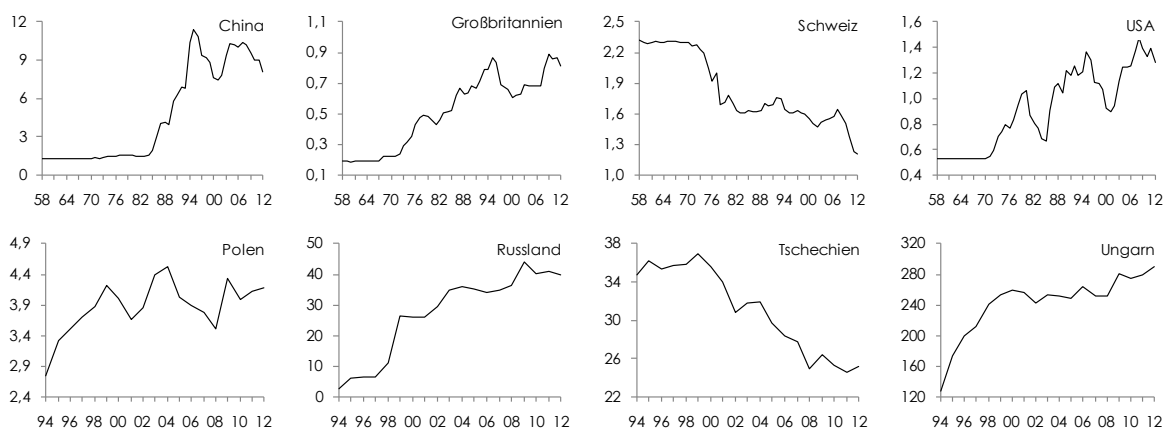 China
12
9
6
3
0
58 64 70 76 82 88 94 00 06 12
Großbritannien
1,1
0,9
0,7
0,5
0,3
0,1
58 64 70 76 82 88 94 00 06 12
Schweiz
2,5
2,2
1,9
1,6
1,3
1,0
58 64 70 76 82 88 94 00 06 12
USA
1,6
1,4
1,2
1,0
0,8
0,6
0,4
58 64 70 76 82 88 94 00 06 12
Polen
4,9
4,4
3,9
3,4
2,9
2,4
94 96 98 00 02 04 06 08 10 12
Russland
50
40
30
20
10
0
94 96 98 00 02 04 06 08 10 12
Tschechien
38
34
30
26
22
94 96 98 00 02 04 06 08 10 12
Ungarn
320
280
240
200
160
120
94 96 98 00 02 04 06 08 10 12